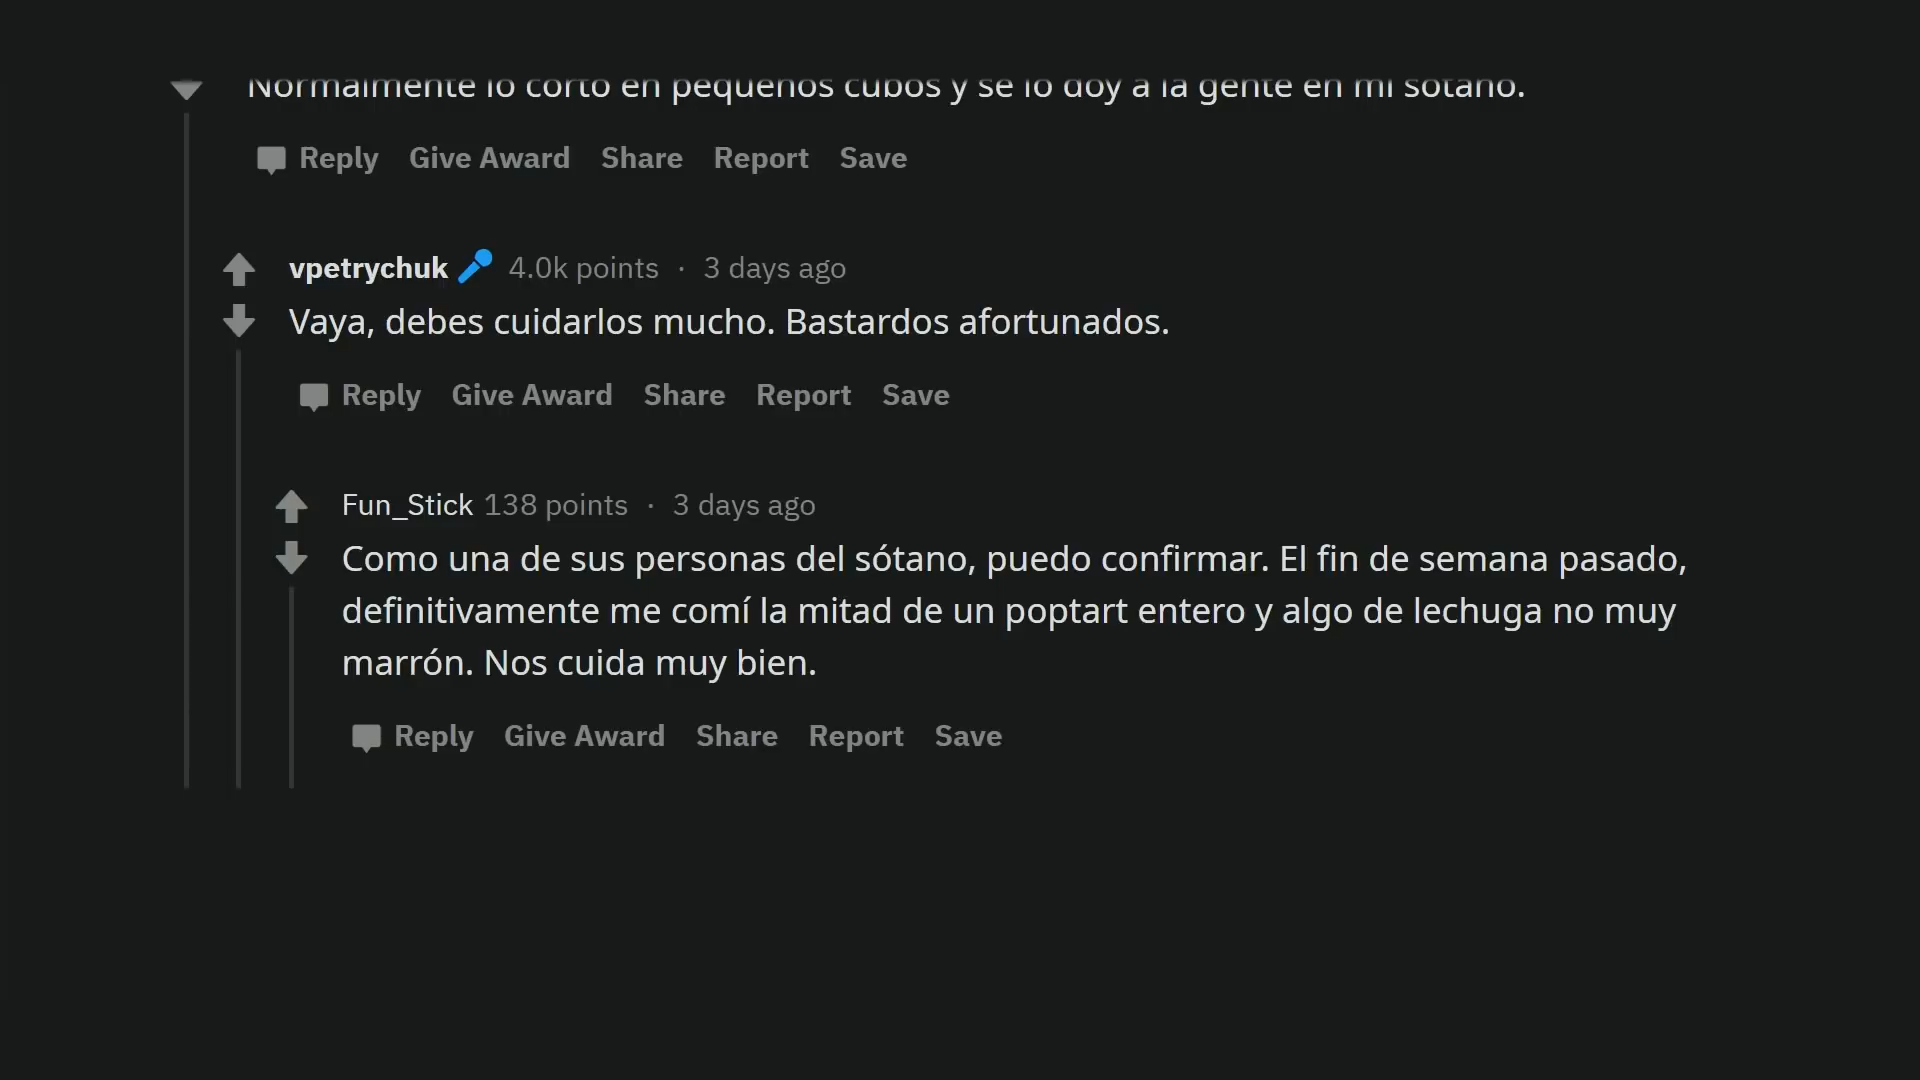 Normalmente lo corto en pequeños cubos y se lo doy a la gente en mi sótano.
Reply Give Award Share Report Save
vpetrychuk 4.0k points · 3 days ago
Vaya, debes cuidarlos mucho. Bastardos afortunados.
Reply Give Award Share Report Save
Fun_Stick 138 points · 3 days ago
Como una de sus personas del sótano, puedo confirmar. El fin de semana pasado,
definitivamente me comí la mitad de un poptart entero y algo de lechuga no muy
marrón. Nos cuida muy bien.
Reply Give Award Share Report Save